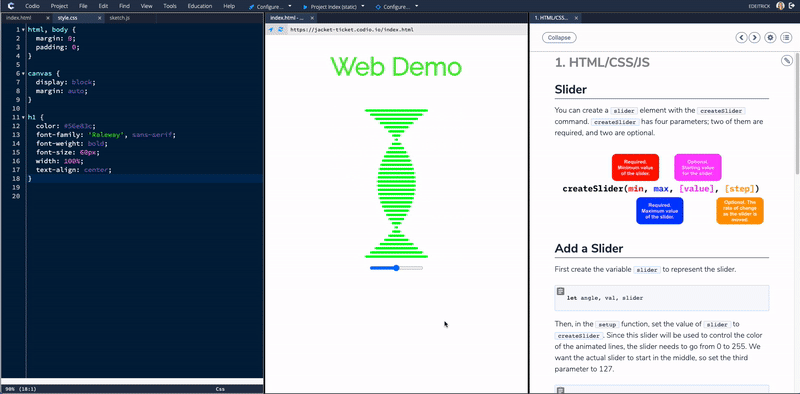 Codio Project File Edit Find View Tools Education Help Configure... Project Index (static) Configure...
index.html style.css sketch.js
1 html, body {
2 margin: 0;
3 padding: 0;
4 }
5
6 canvas {
7 display: block;
8 margin: auto;
9 }
10
11 h1 {
12 color: #56e83c;
13 font-family: 'Raleway', sans-serif;
14 font-weight: bold;
15 font-size: 60px;
16 width: 100%;
17 text-align: center;
18 }
19
20
90% (18:1) Css
index.html - ...
https://jacket-ticket.codio.io/index.html
Web Demo
1. HTML/CSS...
Collapse
1. HTML/CSS/JS
Slider
You can create a slider element with the createSlider
command. createSlider has four parameters; two of them are
required, and two are optional.
Required.
Minimum value
of the slider.
Optional.
Starting value
for the slider.
createSlider(min, max, [value], [step])
Required.
Maximum value
of the slider.
Optional. The
rate of change
as the slider is
moved.
Add a Slider
First create the variable slider to represent the slider.
let angle, val, slider
Then, in the setup function, set the value of slider to
createSlider. Since this slider will be used to control the color
of the animated lines, the slider needs to go from 0 to 255. We
want the actual slider to start in the middle, so set the third
parameter to 127.